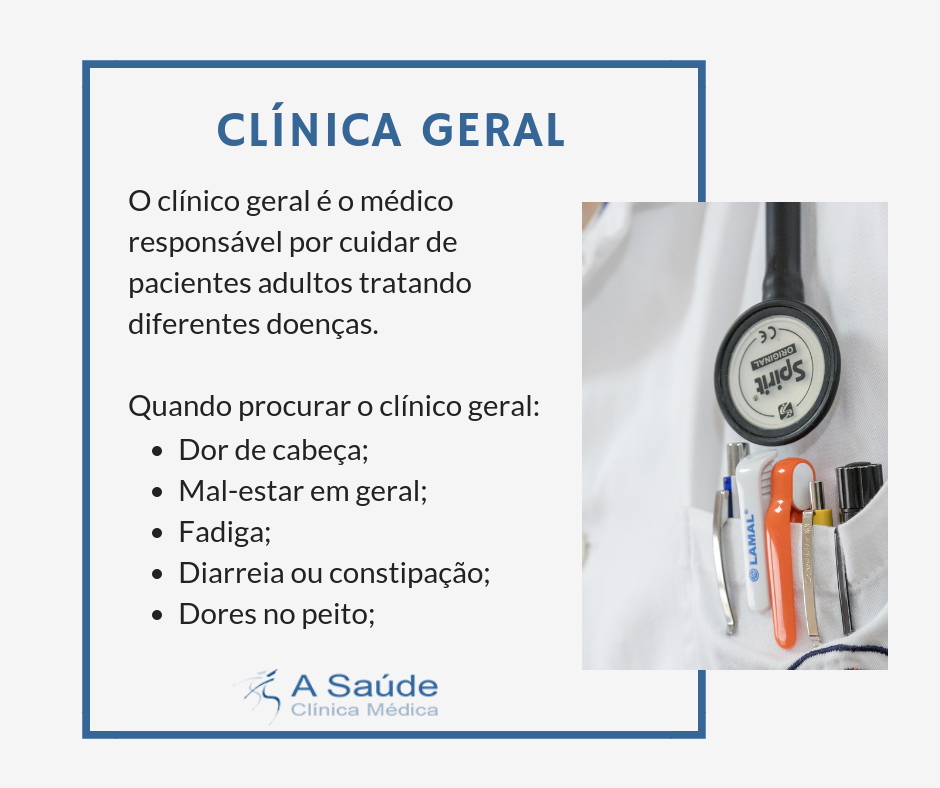 CLÍNICA GERAL
O clínico geral é o médico
responsável por cuidar de
pacientes adultos tratando
diferentes doenças.
Quando procurar o clínico geral:
• Dor de cabeça;
• Mal-estar em geral;
• Fadiga;
• Diarreia ou constipação;
• Dores no peito;
A Saúde
Clínica Médica
CE
ORIGINAL
Spirit®
LAMAL®